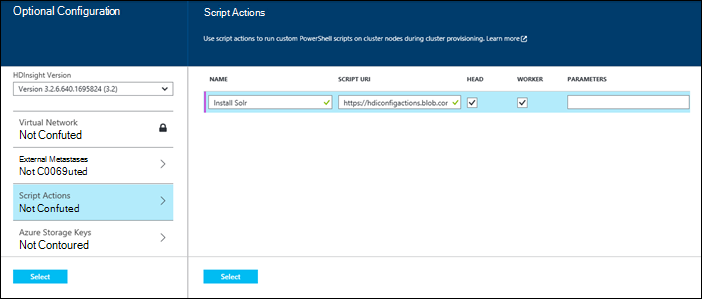 Optional Configuration
HDInsight Version
Version 3.2.6.640.1695824 (3.2)
Virtual Network
Not Confuted
External Metastases
Not C0069uted
Script Actions
Not Confuted
Azure Storage Keys
Not Contoured
Select
Script Actions
Use script actions to run custom PowerShell scripts on cluster nodes during cluster provisioning. Learn more
NAME SCRIPT URI HEAD WORKER PARAMETERS
Install Solr https://hdiconfigactions.blob.cor
Select